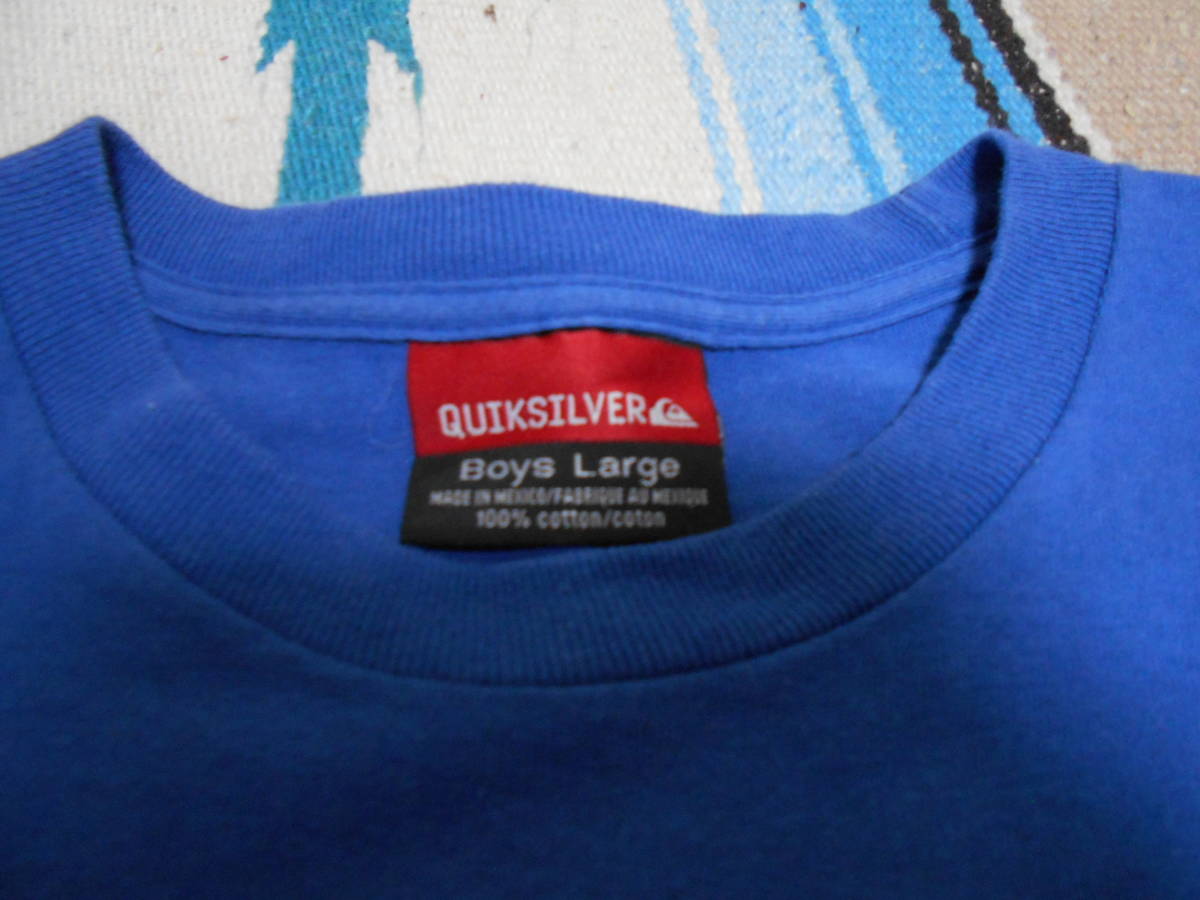 QUIKSILVER
Boys Large
MADE IN MEXICO/FABRIQUE AU MEXIQUE
100% cotton/coton